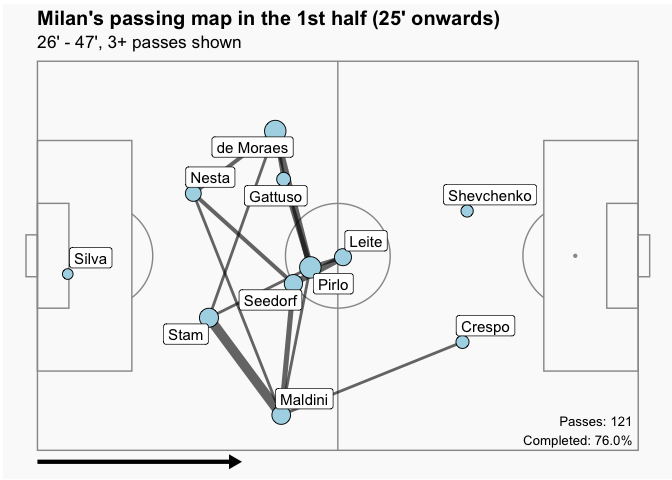 Milan's passing map in the 1st half (25' onwards)
26' - 47', 3+ passes shown
de Moraes
Nesta
Gattuso
Shevchenko
Leite
Silva
Pirlo
Seedorf
Crespo
Stam
Maldini
Passes: 121
Completed: 76.0%